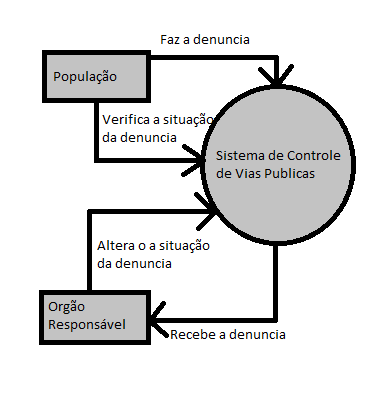 Faz a denuncia
População
Verifica a situação
da denuncia
Sistema de Controle
de Vias Publicas
Altera o a situação
da denuncia
Orgão
Responsável
Recebe a denuncia